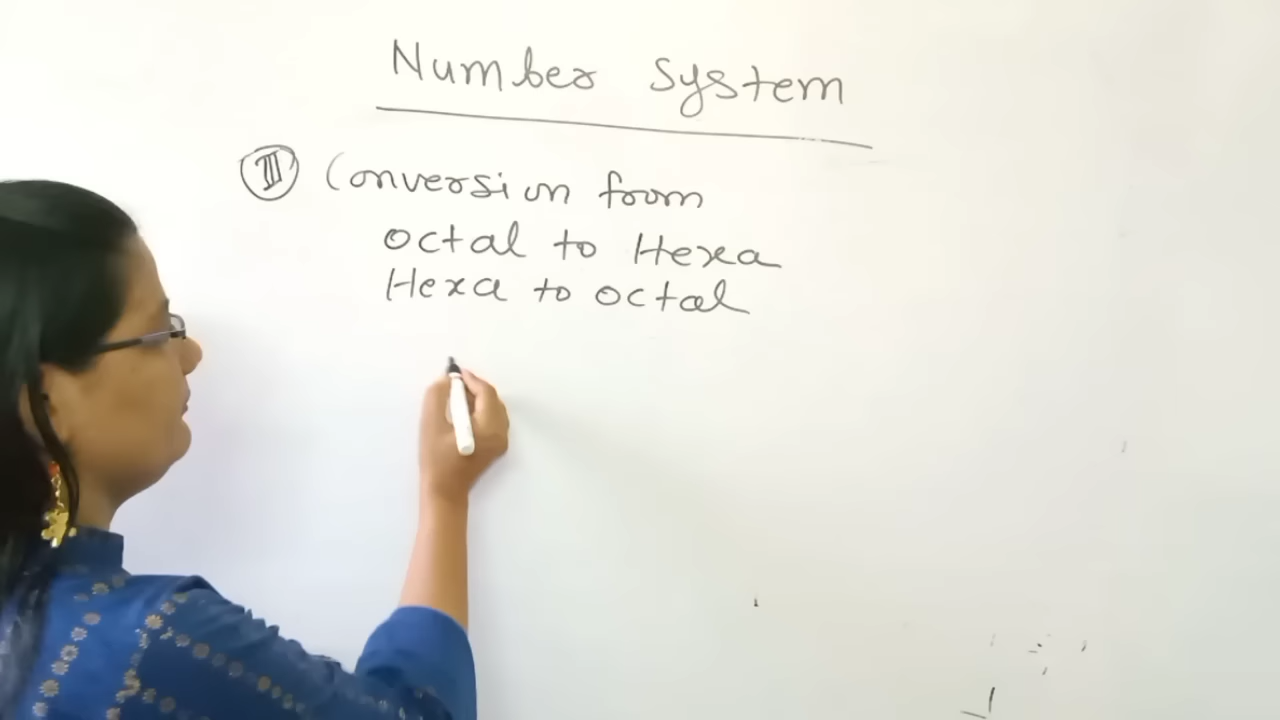 Number System
III Conversion from
octal to Hexa
Hexa to octal